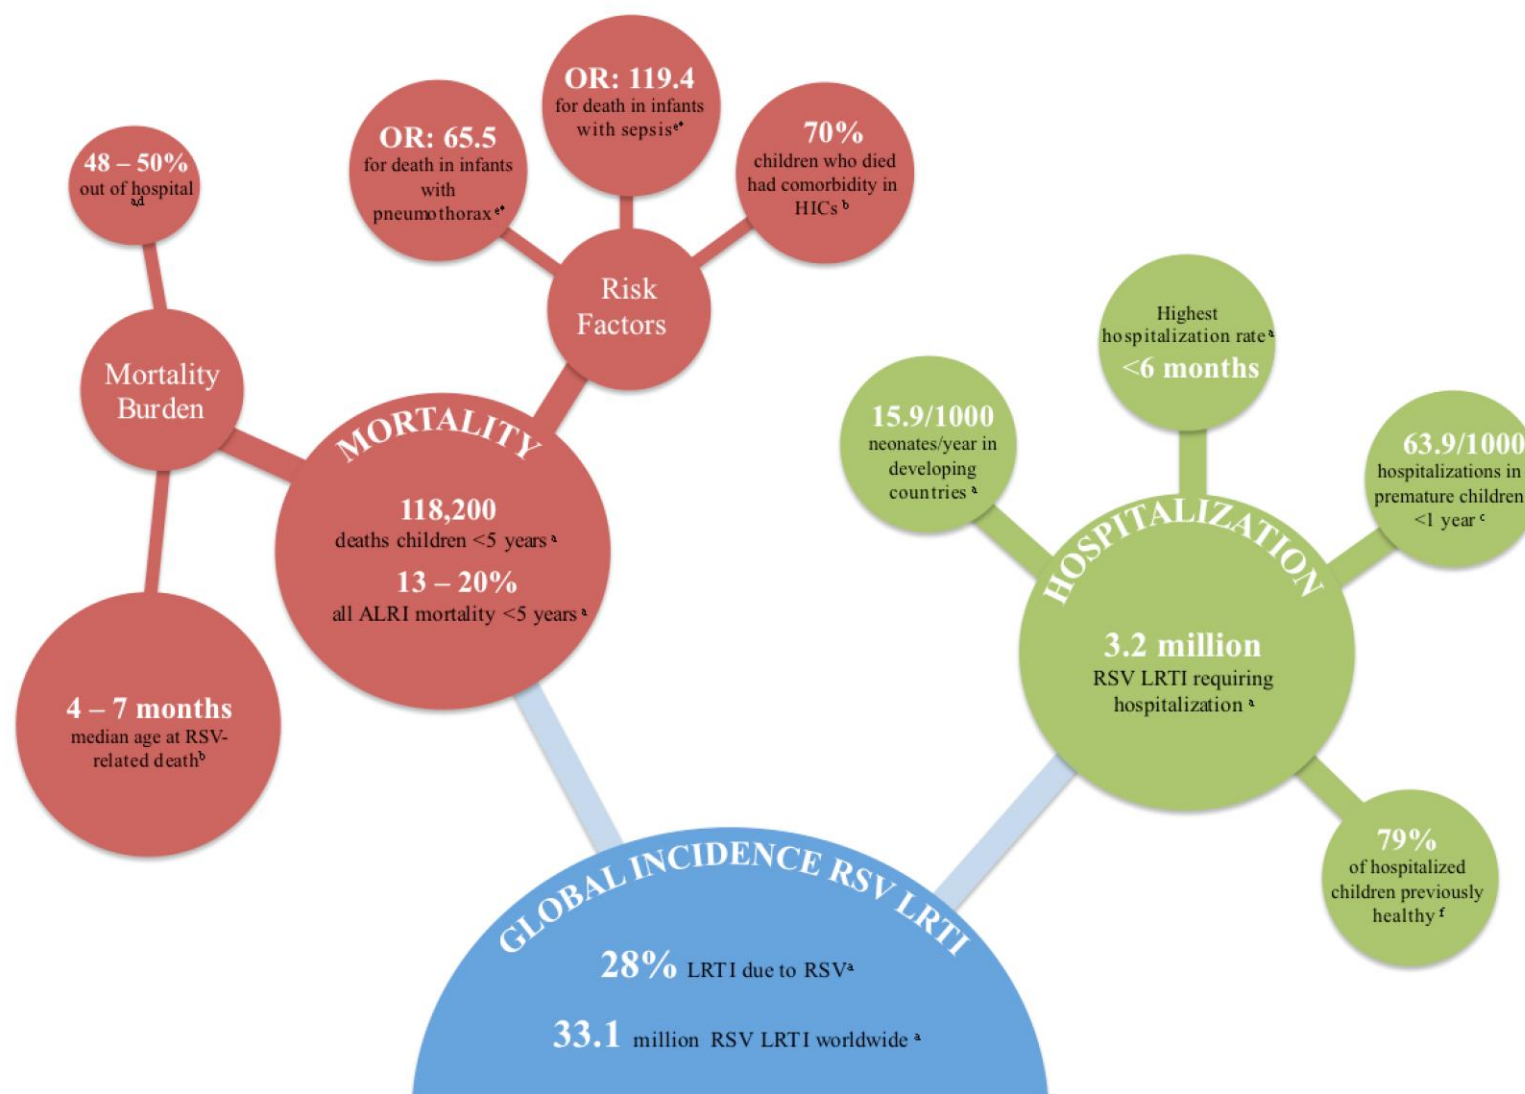 OR: 119.4
for death in infants
with sepsis e*
OR: 65.5
for death in infants
with
pneumothorax e*
70%
children who died
had comorbidity in
HICs b
48 – 50%
out of hospital
a,d
Risk
Factors
Mortality
Burden
MORTALITY
118,200
deaths children <5 years a
13 – 20%
all ALRI mortality <5 years a
4 – 7 months
median age at RSV-
related death b
Highest
hospitalization rate a
<6 months
15.9/1000
neonates/year in
developing
countries a
63.9/1000
hospitalizations in
premature children
<1 year c
HOSPITALIZATION
3.2 million
RSV LRTI requiring
hospitalization a
79%
of hospitalized
children previously
healthy f
GLOBAL INCIDENCE RSV LRTI
28% LRTI due to RSV a
33.1 million RSV LRTI worldwide a